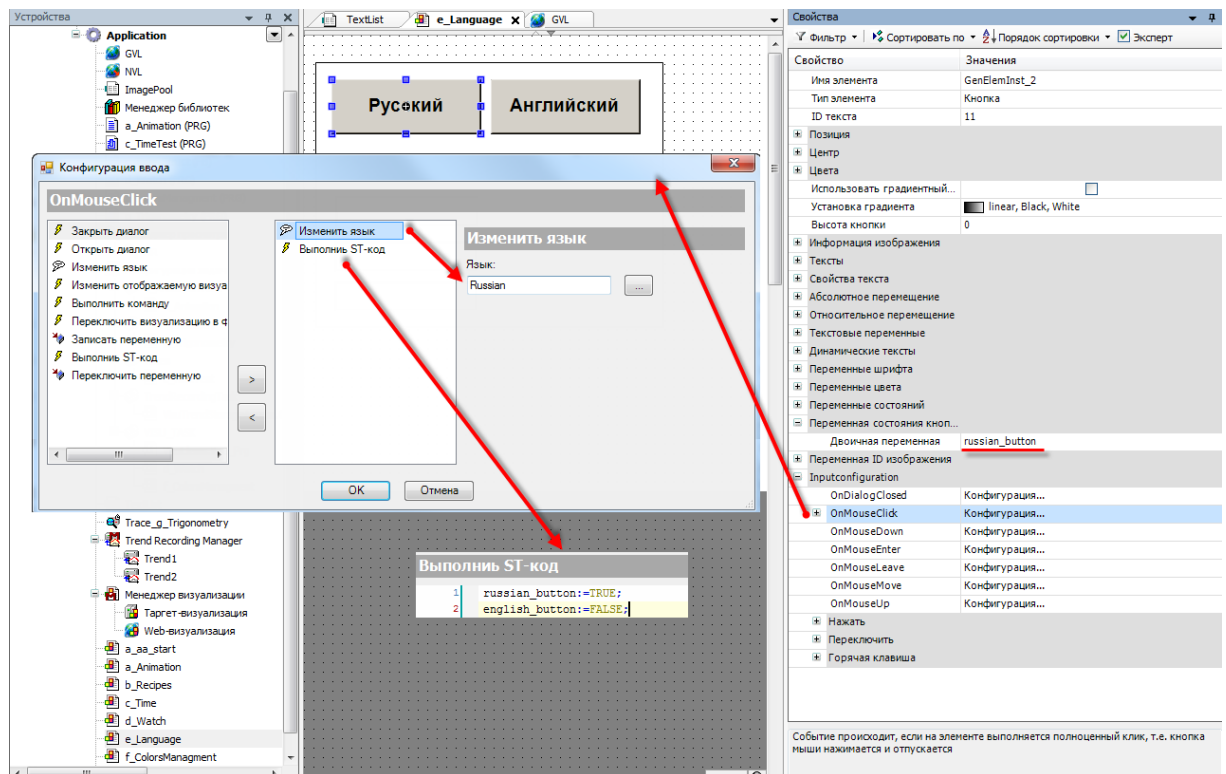 Устройства
Application
GVL
NVL
ImagePool
Менеджер библиотек
a_Animation (PRG)
c_TimeTest (PRG)
TextList
e_Language
GVL
Русский
Английский
Конфигурация ввода
OnMouseClick
Закрыть диалог
Открыть диалог
Изменить язык
Изменить отображаемую визуа
Выполнить команду
Переключить визуализацию в
Записать переменную
Выполниь ST-код
Переключить переменную
>
<
Изменить язык
Выполниь ST-код
Изменить язык
Язык:
Russian
...
OK
Отмена
Trace_g_Trigonometry
Trend Recording Manager
Trend1
Trend2
Менеджер визуализации
Таргет-визуализация
Web-визуализация
a_aa_start
a_Animation
b_Recipes
c_Time
d_Watch
e_Language
f_ColorsManagment
Выполниь ST-код
1 russian_button:=TRUE;
2 english_button:=FALSE;
Свойства
Фильтр
Сортировать по
Порядок сортировки
Эксперт
Свойство Значения
Имя элемента GenElemInst_2
Тип элемента Кнопка
ID текста 11
Позиция
Центр
Цвета
Использовать градиентный...
Установка градиента linear, Black, White
Высота кнопки 0
Информация изображения
Тексты
Свойства текста
Абсолютное перемещение
Относительное перемещение
Текстовые переменные
Динамические тексты
Переменные шрифта
Переменные цвета
Переменные состояний
Переменная состояния кноп...
Двоичная переменная russian_button
Переменная ID изображения
Inputconfiguration
OnDialogClosed Конфигурация...
OnMouseClick Конфигурация...
OnMouseDown Конфигурация...
OnMouseEnter Конфигурация...
OnMouseLeave Конфигурация...
OnMouseMove Конфигурация...
OnMouseUp Конфигурация...
Нажать
Переключить
Горячая клавиша
Событие происходит, если на элементе выполняется полноценный клик, т.е. кнопка
мыши нажимается и отпускается